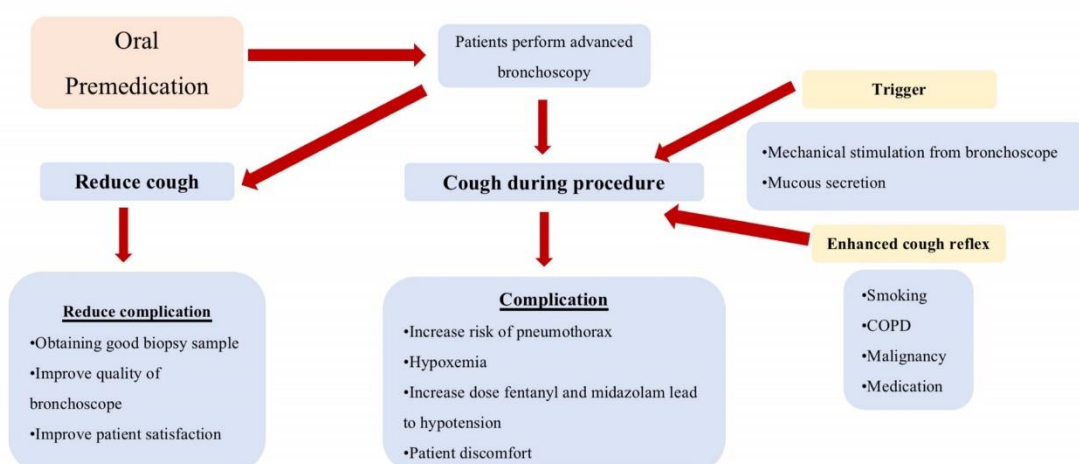 Oral
Premedication
Patients perform advanced
bronchoscopy
Trigger
•Mechanical stimulation from bronchoscope
•Mucous secretion
Reduce cough
Cough during procedure
Enhanced cough reflex
•Smoking
•COPD
•Malignancy
•Medication
Reduce complication
•Obtaining good biopsy sample
•Improve quality of
bronchoscope
•Improve patient satisfaction
Complication
•Increase risk of pneumothorax
•Hypoxemia
•Increase dose fentanyl and midazolam lead
to hypotension
•Patient discomfort